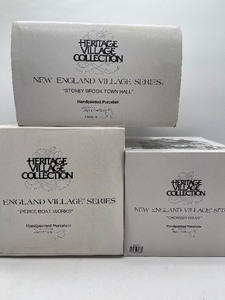 HERITAGE
VILLAGE
COLLECTION
NEW ENGLAND VILLAGE SERIES®
"STONEY BROOK TOWN HALL"
Handpainted Porcelain
HERITAGE
VILLAGE
COLLECTION
ENGLAND VILLAGE® SERIES
"PIERCE BOAT WORKS"
Handpainted Porcelain
HERITAGE
VILLAGE
COLLECTION
NEW ENGLAND VILLAGE®
Handpainted Porcelain